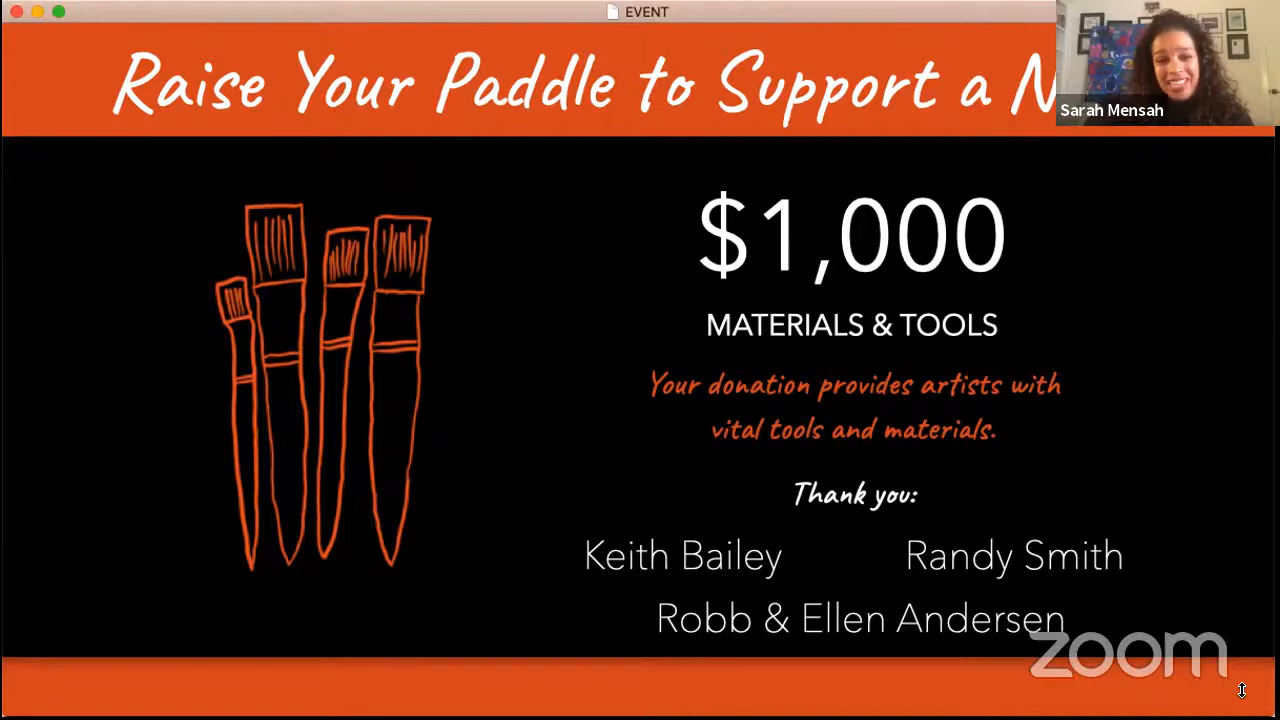 EVENT
Raise Your Paddle to Support a
Sarah Mensah
$1,000
MATERIALS & TOOLS
Your donation provides artists with
vital tools and materials.
Thank you:
Keith Bailey Randy Smith
Robb & Ellen Andersen
zoom